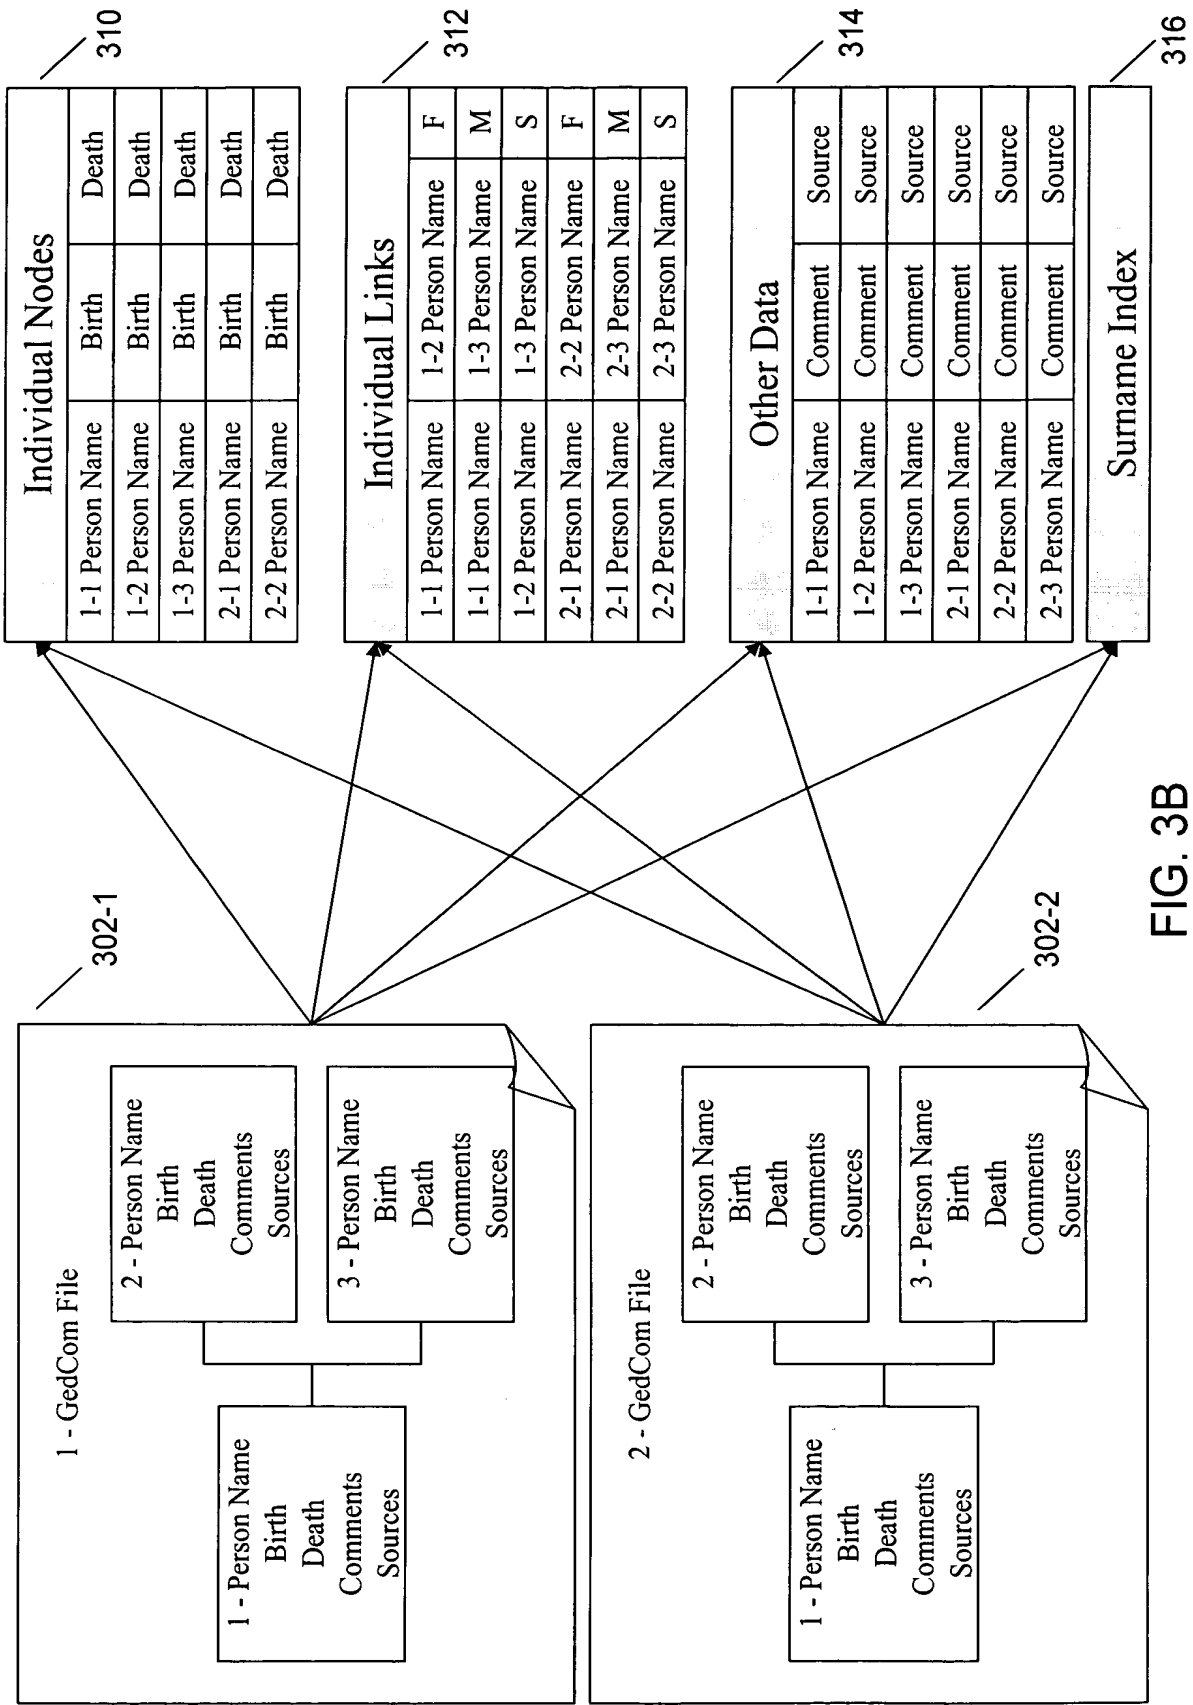 302-1
1 - GedCom File
1 - Person Name
Birth
Death
Comments
Sources
2 - Person Name
Birth
Death
Comments
Sources
3 - Person Name
Birth
Death
Comments
Sources
302-2
2 - GedCom File
1 - Person Name
Birth
Death
Comments
Sources
2 - Person Name
Birth
Death
Comments
Sources
3 - Person Name
Birth
Death
Comments
Sources
310
Individual Nodes
1-1 Person Name Birth Death
1-2 Person Name Birth Death
1-3 Person Name Birth Death
2-1 Person Name Birth Death
2-2 Person Name Birth Death
312
Individual Links
1-1 Person Name 1-2 Person Name F
1-1 Person Name 1-3 Person Name M
1-2 Person Name 1-3 Person Name S
2-1 Person Name 2-2 Person Name F
2-1 Person Name 2-3 Person Name M
2-2 Person Name 2-3 Person Name S
314
Other Data
1-1 Person Name Comment Source
1-2 Person Name Comment Source
1-3 Person Name Comment Source
2-1 Person Name Comment Source
2-2 Person Name Comment Source
2-3 Person Name Comment Source
316
Surname Index
FIG. 3B